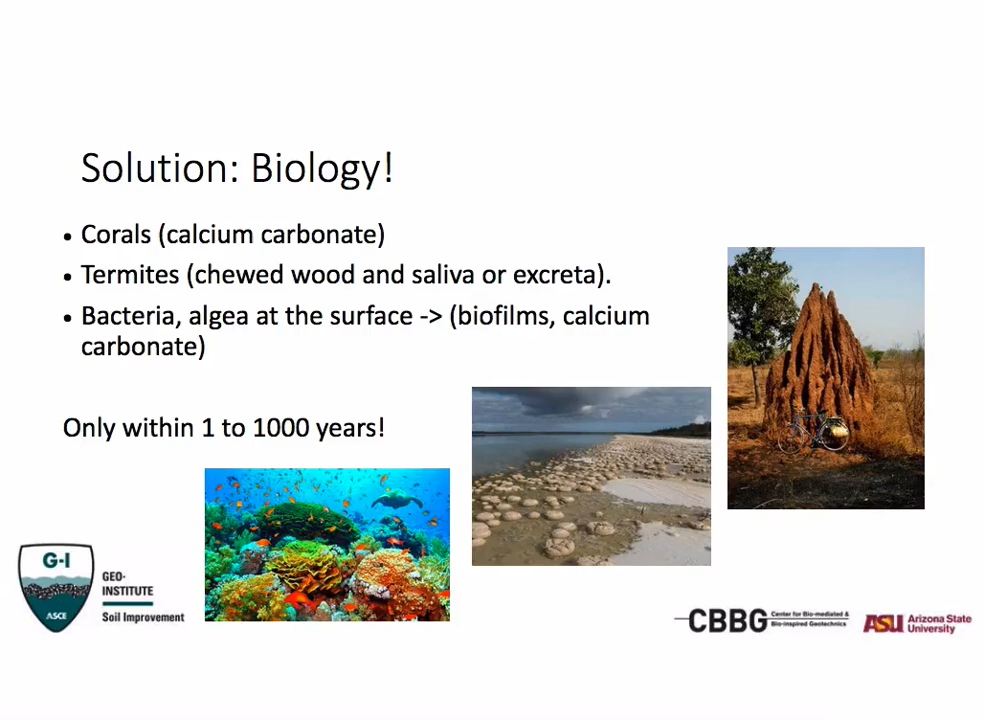 Solution: Biology!
• Corals (calcium carbonate)
• Termites (chewed wood and saliva or excreta).
• Bacteria, algea at the surface -> (biofilms, calcium
carbonate)
Only within 1 to 1000 years!
G-I
ASCE
GEO-
INSTITUTE
Soil Improvement
CBBG
Center for Bio-mediated &
Bio-inspired Geotechnics
ASU
Arizona State
University